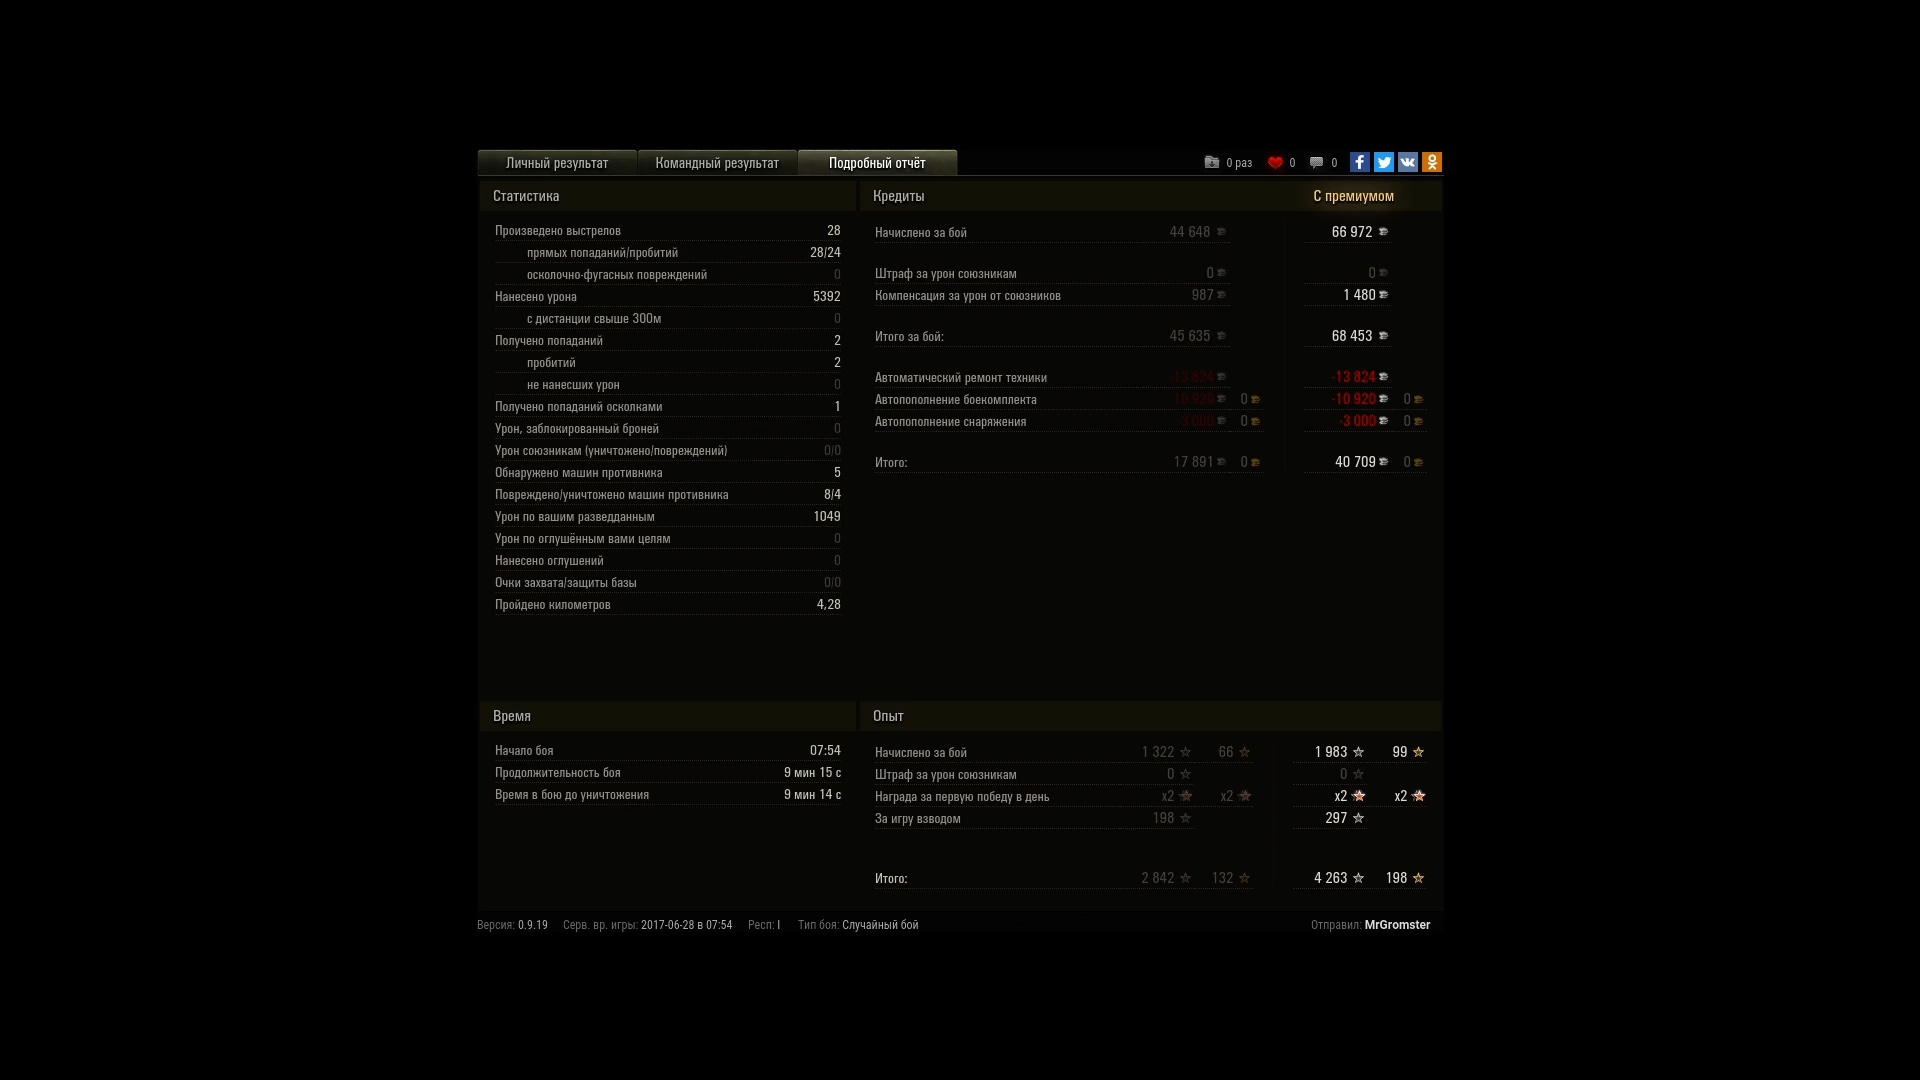 Личный результат Командный результат Подробный отчёт 0 раз 0 0
Статистика
Произведено выстрелов 28
прямых попаданий/пробитий 28/24
осколочно-фугасных повреждений 0
Нанесено урона 5392
с дистанции свыше 300м 0
Получено попаданий 2
пробитий 2
не нанесших урон 0
Получено попаданий осколками 1
Урон, заблокированный броней 0
Урон союзникам (уничтожено/повреждений) 0/0
Обнаружено машин противника 5
Повреждено/уничтожено машин противника 8/4
Урон по вашим разведданным 1049
Урон по оглушённым вами целям 0
Нанесено оглушений 0
Очки захвата/защиты базы 0/0
Пройдено километров 4,28
Кредиты С премиумом
Начислено за бой 44 648 66 972
Штраф за урон союзникам 0 0
Компенсация за урон от союзников 987 1 480
Итого за бой: 45 635 68 453
Автоматический ремонт техники -13 824 -13 824
Автопополнение боекомплекта -10 920 0 -10 920 0
Автопополнение снаряжения -3 000 0 -3 000 0
Итого: 17 891 0 40 709 0
Время
Начало боя 07:54
Продолжительность боя 9 мин 15 с
Время в бою до уничтожения 9 мин 14 с
Опыт
Начислено за бой 1 322 66 1 983 99
Штраф за урон союзникам 0 0
Награда за первую победу в день x2 x2 x2 x2
За игру взводом 198 297
Итого: 2 842 132 4 263 198
Версия: 0.9.19 Серв. вр. игры: 2017-06-28 в 07:54 Респ: I Тип боя: Случайный бой Отправил: MrGromster